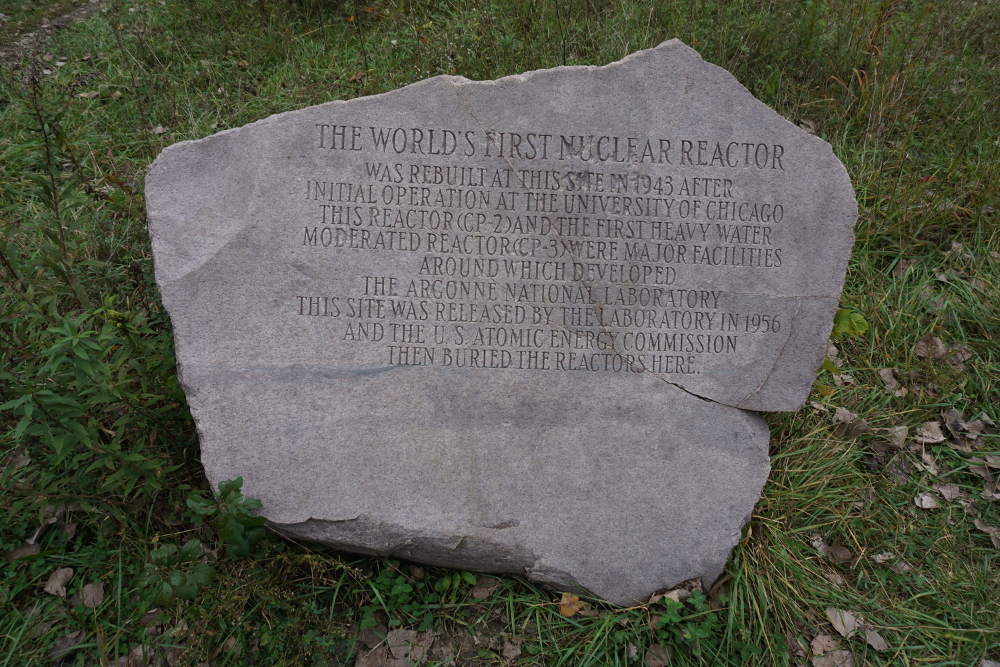 THE WORLD'S FIRST NUCLEAR REACTOR
WAS REBUILT AT THIS SITE IN 1943 AFTER
INITIAL OPERATION AT THE UNIVERSITY OF CHICAGO
THIS REACTOR (CP-2) AND THE FIRST HEAVY WATER
MODERATED REACTOR (CP-3) WERE MAJOR FACILITIES
AROUND WHICH DEVELOPED
THE ARGONNE NATIONAL LABORATORY
THIS SITE WAS RELEASED BY THE LABORATORY IN 1956
AND THE U. S. ATOMIC ENERGY COMMISSION
THEN BURIED THE REACTORS HERE.